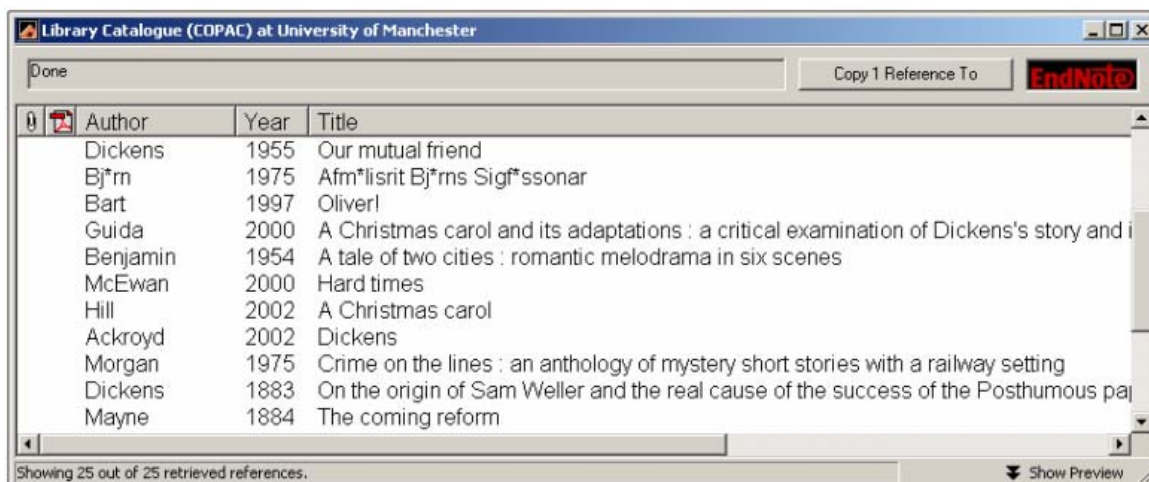 Library Catalogue (COPAC) at University of Manchester
Done Copy 1 Reference To EndNote
Author Year Title
Dickens 1955 Our mutual friend
Bj*rn 1975 Afm*lisrit Bj*rns Sigf*ssonar
Bart 1997 Oliver!
Guida 2000 A Christmas carol and its adaptations : a critical examination of Dickens's story and i
Benjamin 1954 A tale of two cities : romantic melodrama in six scenes
McEwan 2000 Hard times
Hill 2002 A Christmas carol
Ackroyd 2002 Dickens
Morgan 1975 Crime on the lines : an anthology of mystery short stories with a railway setting
Dickens 1883 On the origin of Sam Weller and the real cause of the success of the Posthumous pa
Mayne 1884 The coming reform
Showing 25 out of 25 retrieved references. Show Preview